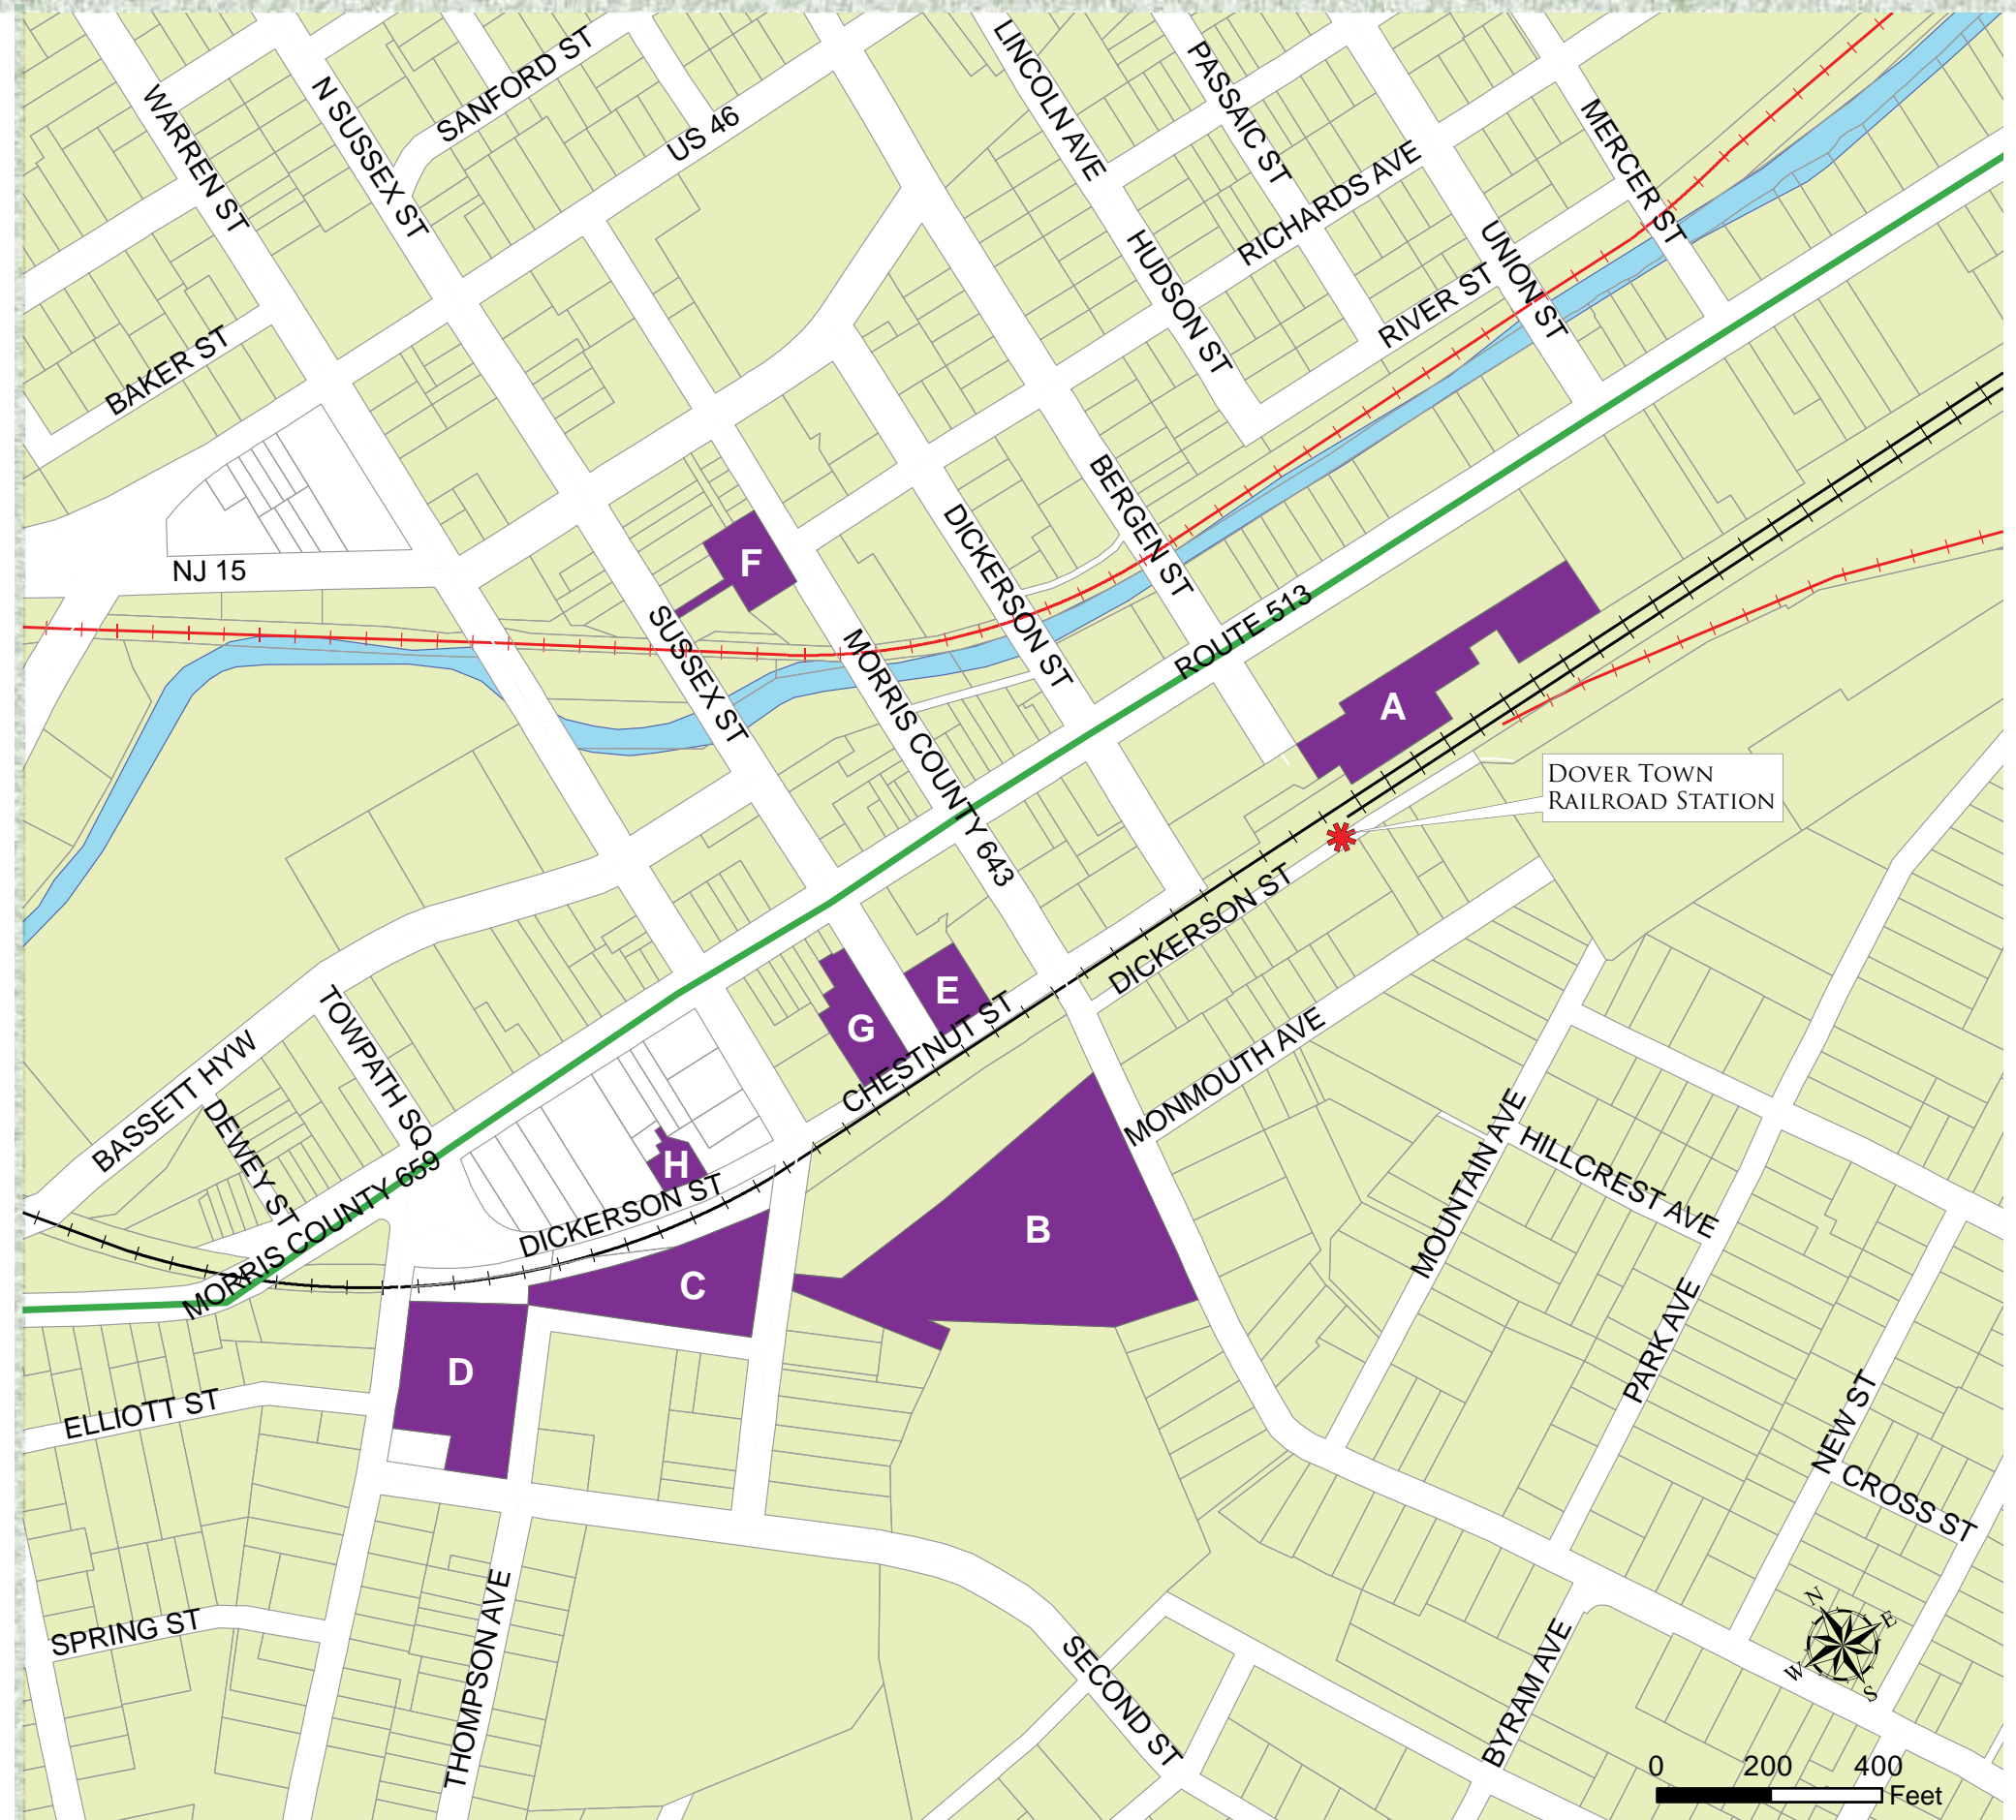 WARREN ST
N SUSSEX ST
SANFORD ST
US 46
LINCOLN AVE
PASSAIC ST
MERCER ST
RICHARDS AVE
HUDSON ST
UNION ST
RIVER ST
BAKER ST
NJ 15
BERGEN ST
DICKERSON ST
F
SUSSEX ST
MORRIS COUNTY 643
ROUTE 513
A
DOVER TOWN
RAILROAD STATION
DICKERSON ST
E
G
CHESTNUT ST
TOWPATH SQ
BASSETT HYW
DEWEY ST
MONMOUTH AVE
MORRIS COUNTY 659
H
DICKERSON ST
B
C
D
MOUNTAIN AVE
HILLCREST AVE
PARK AVE
ELLIOTT ST
NEW ST
CROSS ST
SPRING ST
THOMPSON AVE
SECOND ST
BYRAM AVE
N
E
W
S
0 200 400
Feet